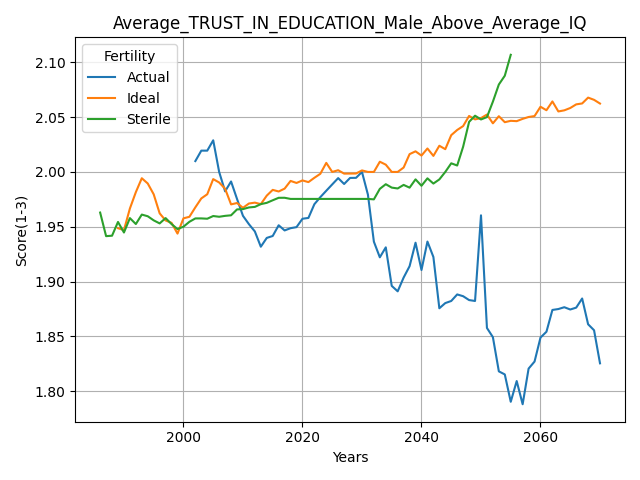 Average_TRUST_IN_EDUCATION_Male_Above_Average_IQ
Fertility
Actual
Ideal
Sterile
2.10
2.05
2.00
1.95
1.90
1.85
1.80
Score(1-3)
2000
2020
2040
2060
Years